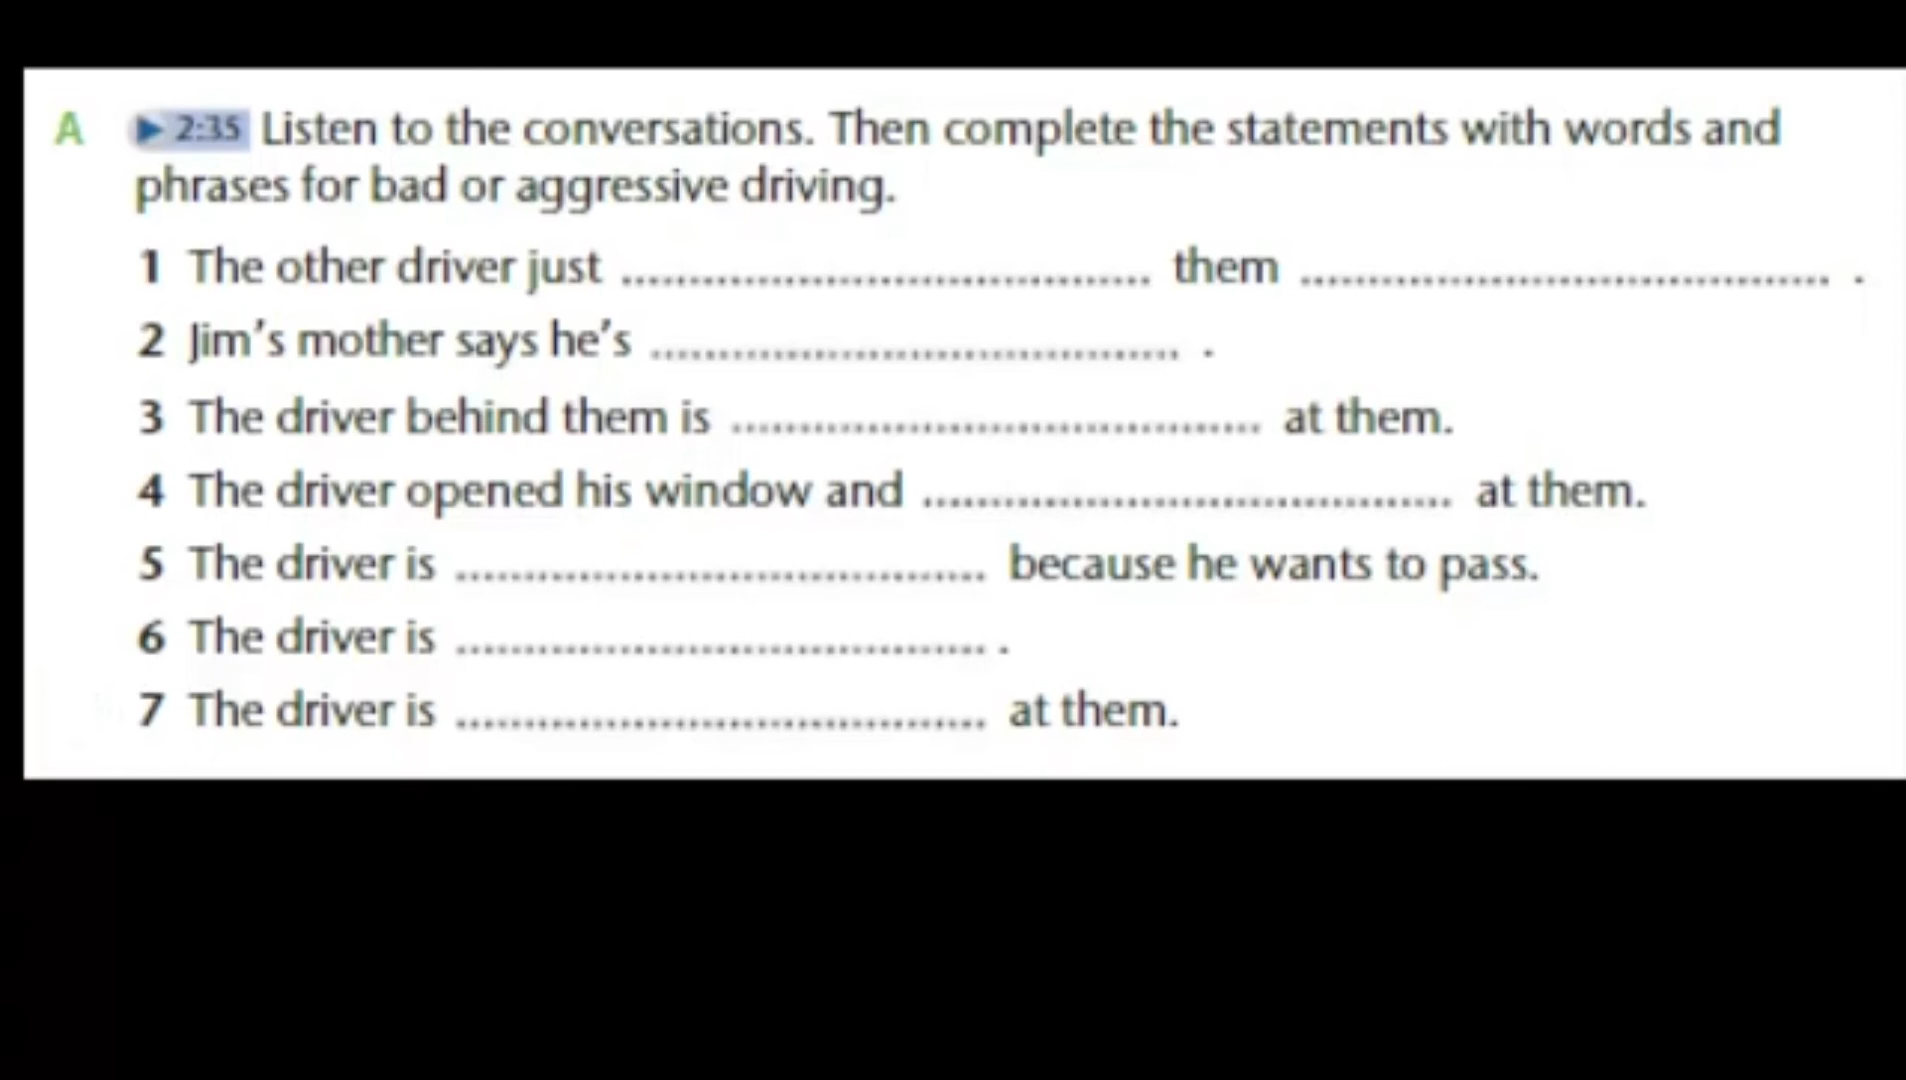 A ▶ 2:35 Listen to the conversations. Then complete the statements with words and
phrases for bad or aggressive driving.
1 The other driver just ........................................ them ........................................ .
2 Jim's mother says he's ........................................ .
3 The driver behind them is ........................................ at them.
4 The driver opened his window and ........................................ at them.
5 The driver is ........................................ because he wants to pass.
6 The driver is ........................................ .
7 The driver is ........................................ at them.